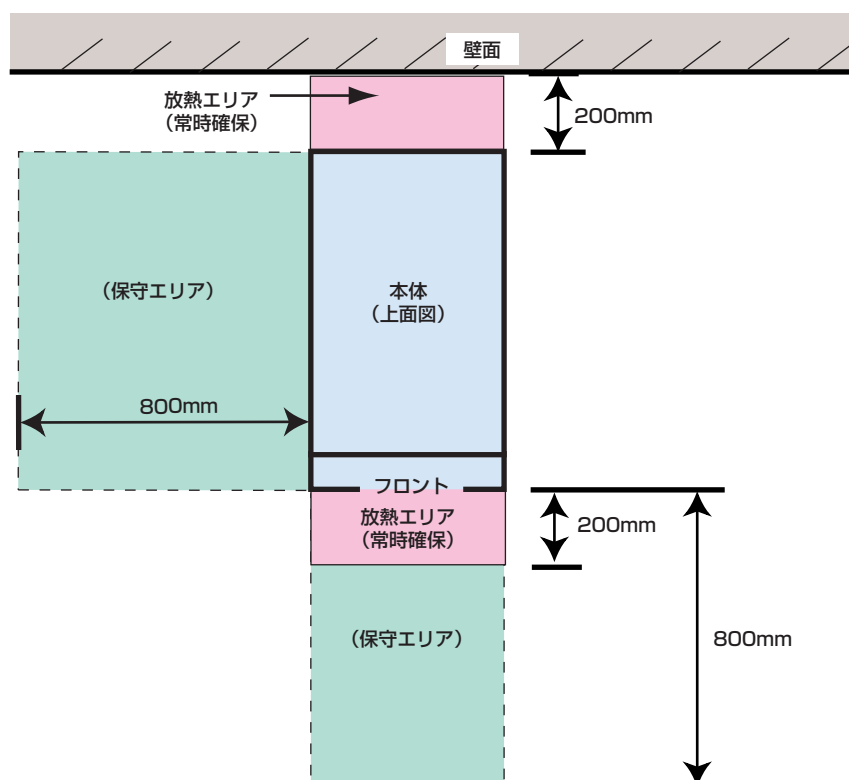 壁面
放熱エリア
（常時確保）
200mm
（保守エリア）
本体
（上面図）
800mm
フロント
放熱エリア
（常時確保）
200mm
（保守エリア）
800mm